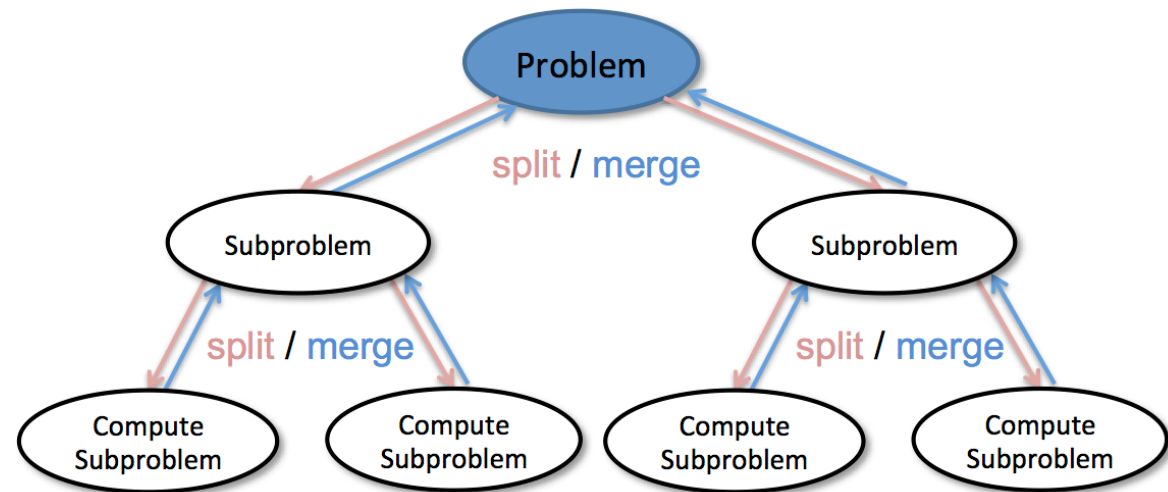 Problem
split / merge
Subproblem
Subproblem
split / merge
split / merge
Compute
Subproblem
Compute
Subproblem
Compute
Subproblem
Compute
Subproblem